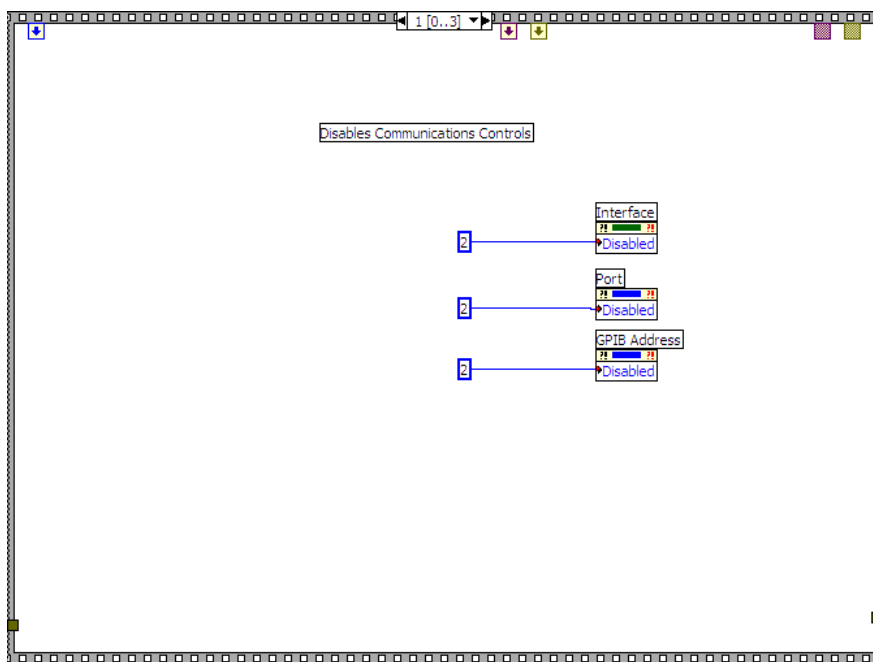 1 [0..3]
Disables Communications Controls
Interface
?! ?!
2 Disabled
Port
?! ?!
2 Disabled
GPIB Address
?! ?!
2 Disabled